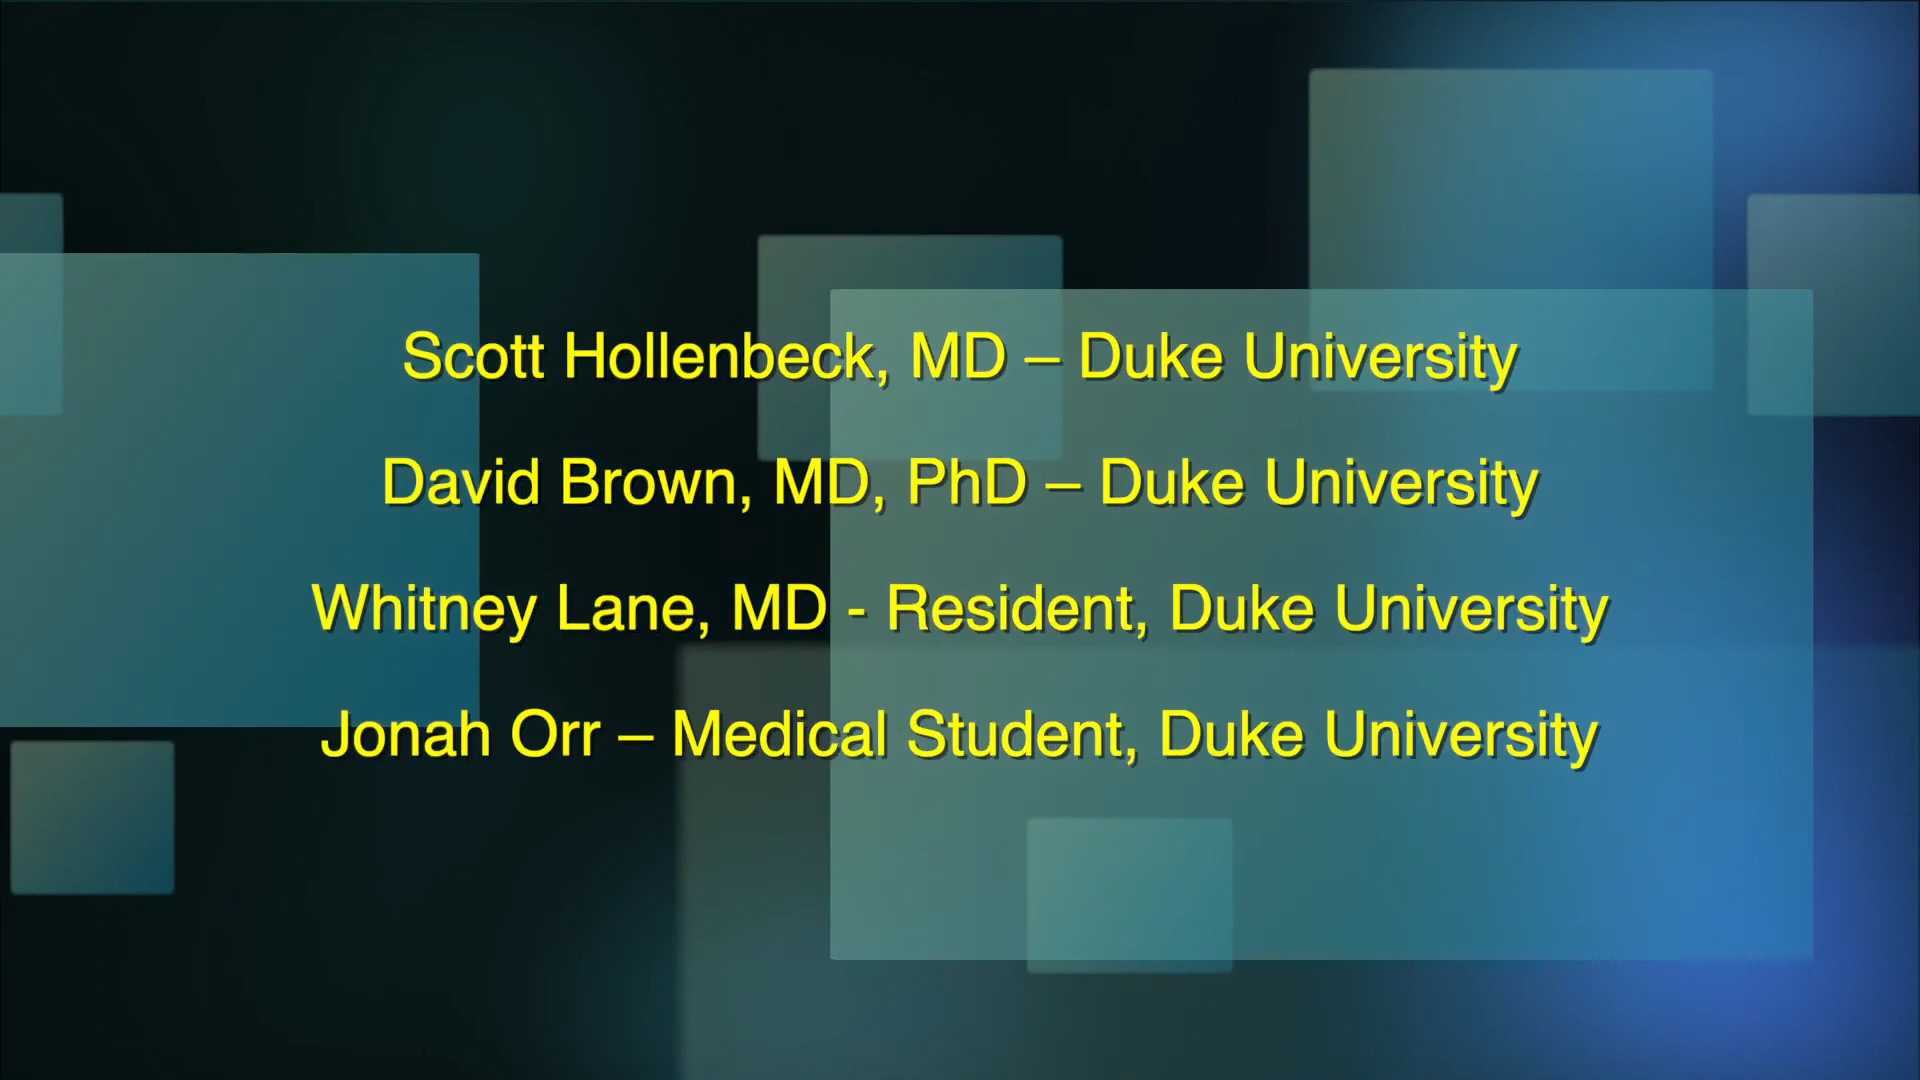 Scott Hollenbeck, MD – Duke University
David Brown, MD, PhD – Duke University
Whitney Lane, MD - Resident, Duke University
Jonah Orr – Medical Student, Duke University